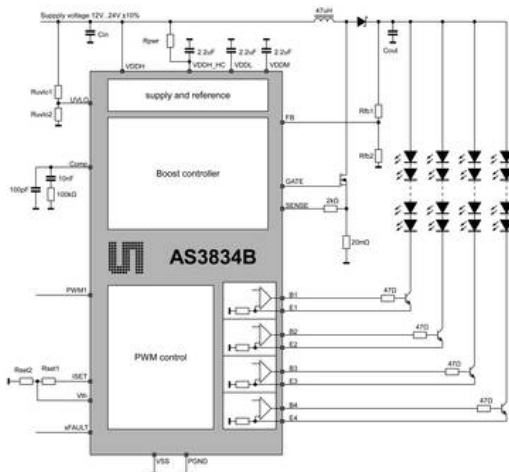 Suppply voltage 12V...24V ±10%
47uH
Cin
Rpwr
2.2uF
2.2uF
2.2uF
Cout
VDDH
VDDH_HC
VDDL
VDDM
Ruvlo1
UVLO
Ruvlo2
supply and reference
FB
Rfb1
Rfb2
Comp
10nF
100pF
100kΩ
Boost controller
GATE
SENSE
2kΩ
20mΩ
AS3834B
PWM1
B1
E1
47Ω
B2
E2
47Ω
PWM control
B3
E3
47Ω
Rset2
Rset1
ISET
Vth
B4
E4
47Ω
xFAULT
VSS
PGND